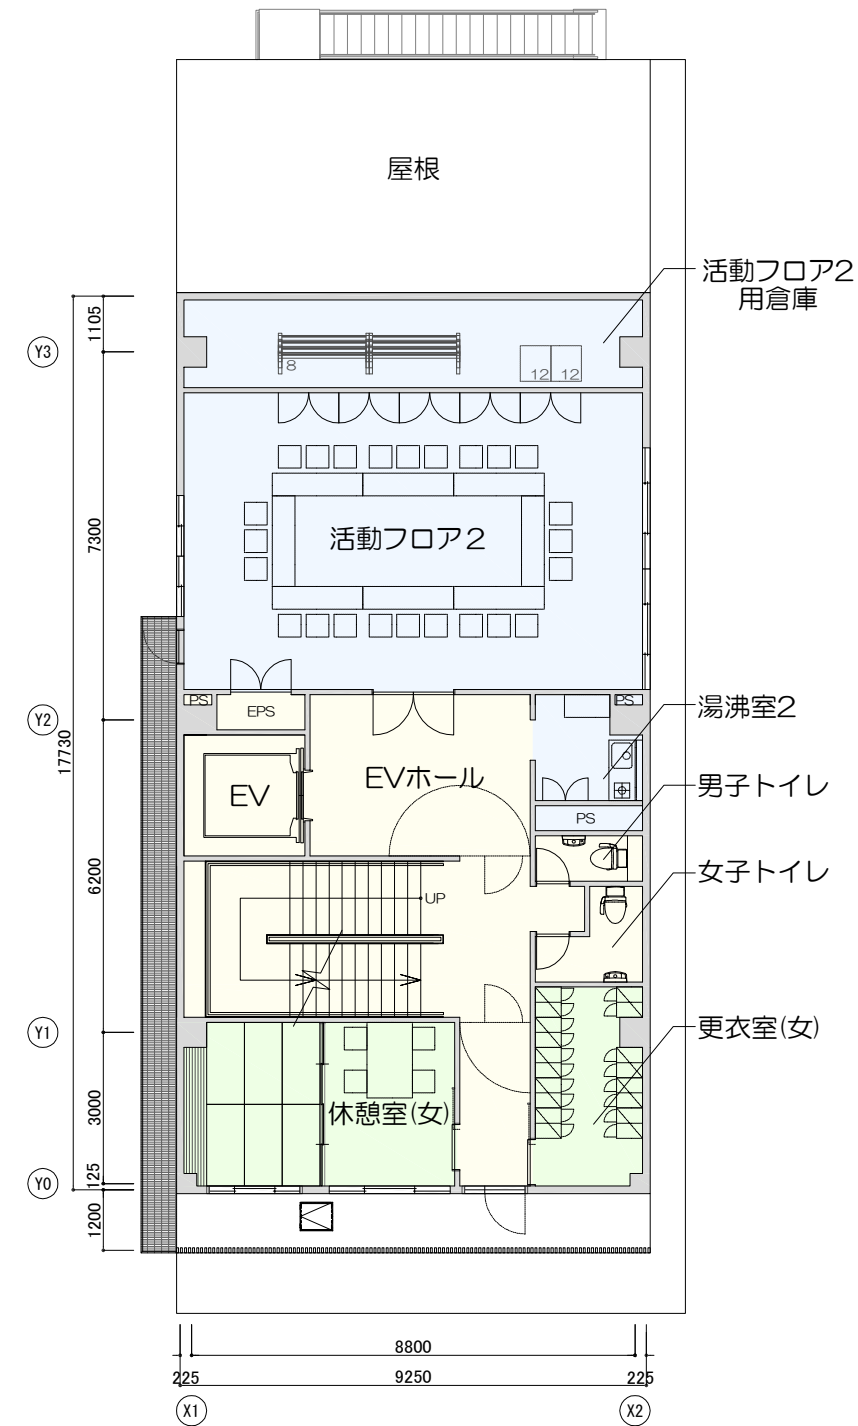 屋根
活動フロア2
用倉庫
1105
Y3
8
12 12
7300
活動フロア2
PS
EPS
PS
湯沸室2
Y2
17730
EV
EVホール
男子トイレ
PS
女子トイレ
6200
UP
更衣室(女)
Y1
3000
休憩室(女)
125
Y0
1200
8800
225
9250
225
X1
X2